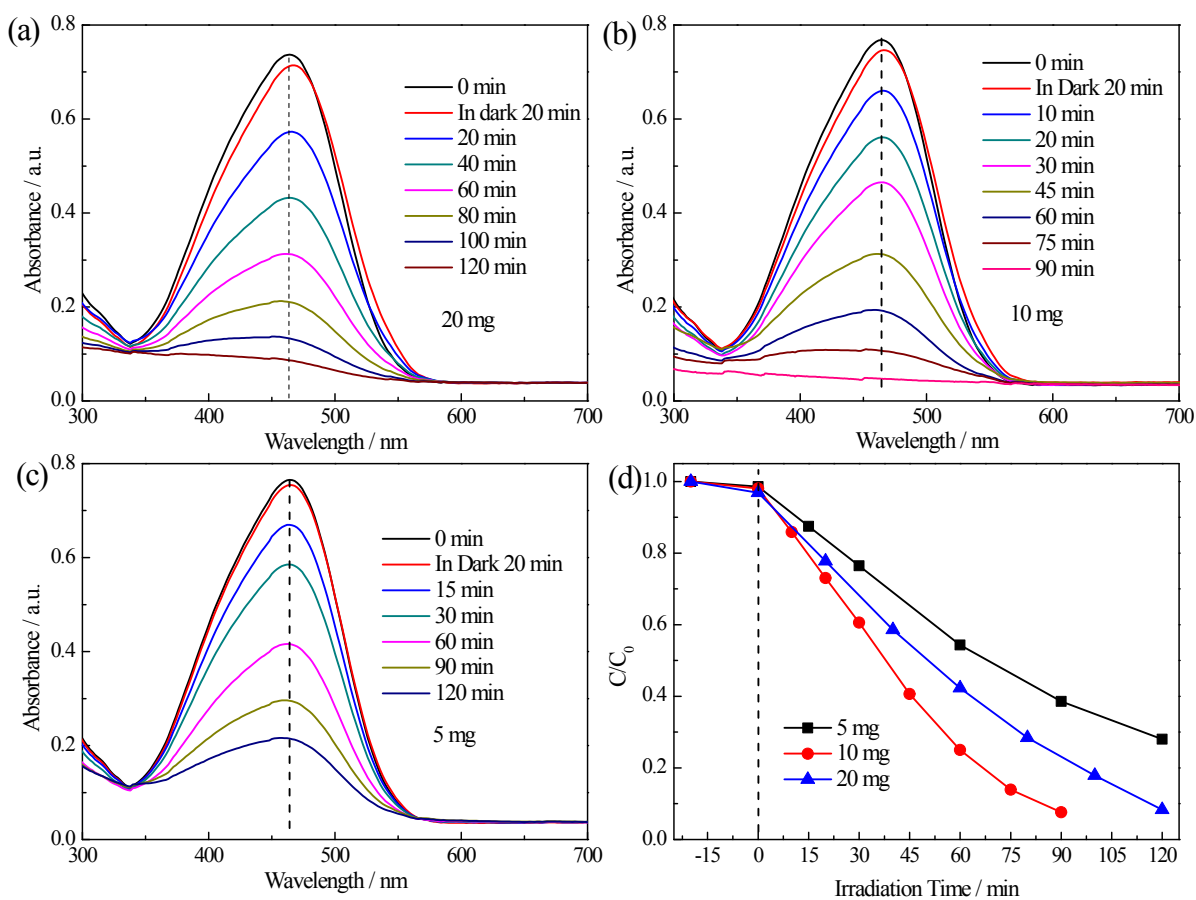 (a)
0.8
0.6
0.4
0.2
0.0
Absorbance / a.u.
0 min
In dark 20 min
20 min
40 min
60 min
80 min
100 min
120 min
20 mg
300 400 500 600 700
Wavelength / nm
(b)
0.8
0.6
0.4
0.2
0.0
Absorbance / a.u.
0 min
In Dark 20 min
10 min
20 min
30 min
45 min
60 min
75 min
90 min
10 mg
300 400 500 600 700
Wavelength / nm
(c)
0.8
0.6
0.4
0.2
0.0
Absorbance / a.u.
0 min
In Dark 20 min
15 min
30 min
60 min
90 min
120 min
5 mg
300 400 500 600 700
Wavelength / nm
(d)
1.0
0.8
0.6
0.4
0.2
0.0
C/C0
5 mg
10 mg
20 mg
-15 0 15 30 45 60 75 90 105 120
Irradiation Time / min